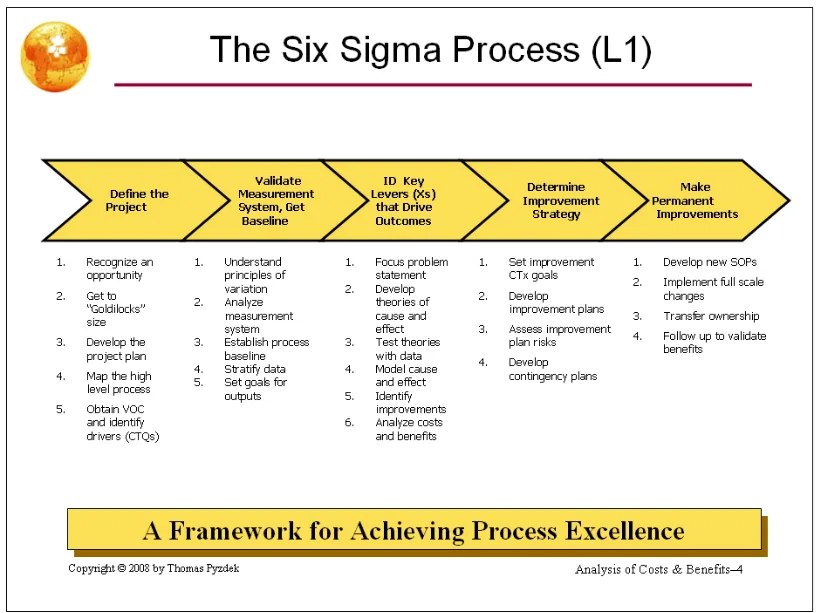 The Six Sigma Process (L1)
Define the
Project
Validate
Measurement
System, Get
Baseline
ID Key
Levers (Xs)
that Drive
Outcomes
Determine
Improvement
Strategy
Make
Permanent
Improvements
1. Recognize an
opportunity
2. Get to
"Goldilocks"
size
3. Develop the
project plan
4. Map the high
level process
5. Obtain VOC
and identify
drivers (CTQs)
1. Understand
principles of
variation
2. Analyze
measurement
system
3. Establish process
baseline
4. Stratify data
5. Set goals for
outputs
1. Focus problem
statement
2. Develop
theories of
cause and
effect
3. Test theories
with data
4. Model cause
and effect
5. Identify
improvements
6. Analyze costs
and benefits
1. Set improvement
CTx goals
2. Develop
improvement plans
3. Assess improvement
plan risks
4. Develop
contingency plans
1. Develop new SOPs
2. Implement full scale
changes
3. Transfer ownership
4. Follow up to validate
benefits
A Framework for Achieving Process Excellence
Copyright © 2008 by Thomas Pyzdek
Analysis of Costs & Benefits–4